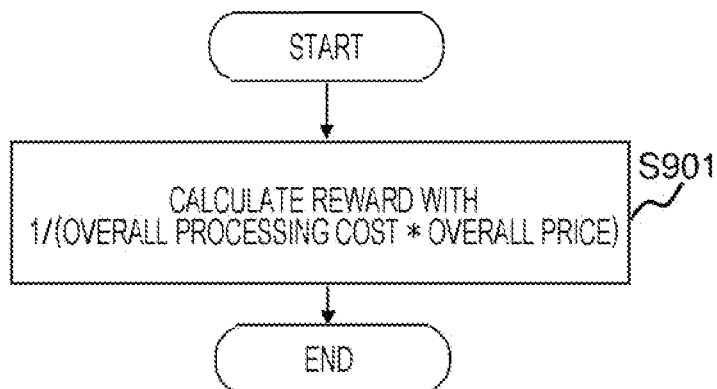 START
S901
CALCULATE REWARD WITH
1/(OVERALL PROCESSING COST * OVERALL PRICE)
END